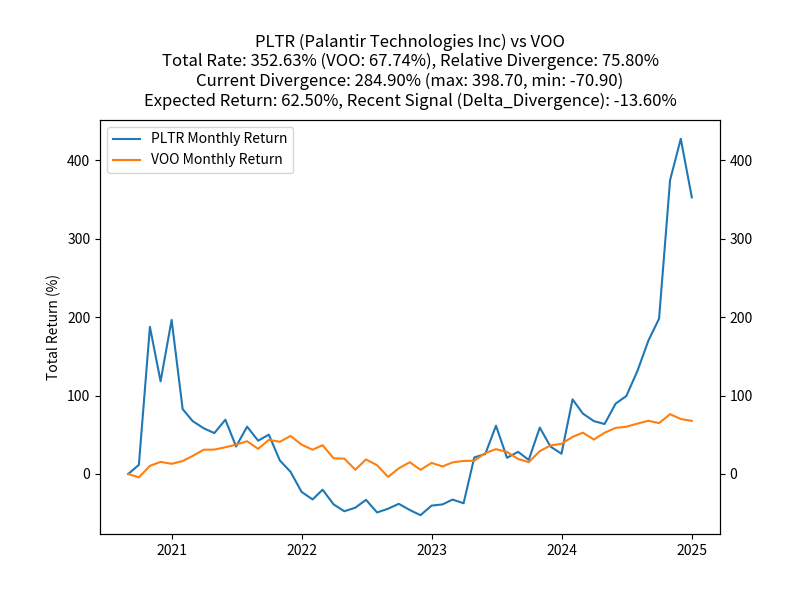 PLTR (Palantir Technologies Inc) vs VOO
Total Rate: 352.63% (VOO: 67.74%), Relative Divergence: 75.80%
Current Divergence: 284.90% (max: 398.70, min: -70.90)
Expected Return: 62.50%, Recent Signal (Delta_Divergence): -13.60%
PLTR Monthly Return
VOO Monthly Return
Total Return (%)
400
300
200
100
0
400
300
200
100
0
2021
2022
2023
2024
2025